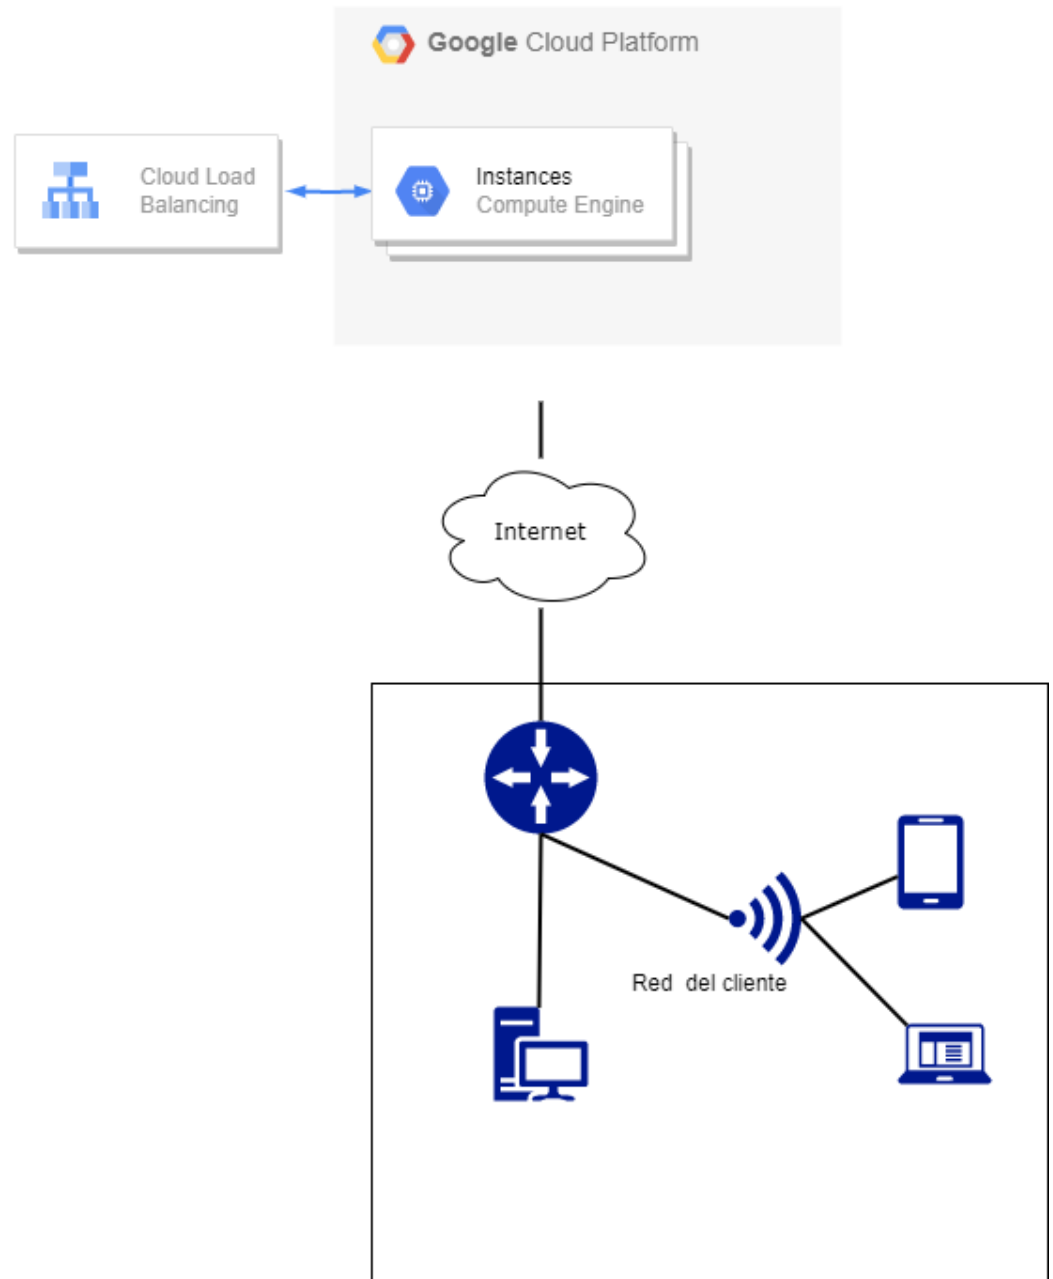 Google Cloud Platform
Cloud Load
Balancing
Instances
Compute Engine
Internet
Red del cliente